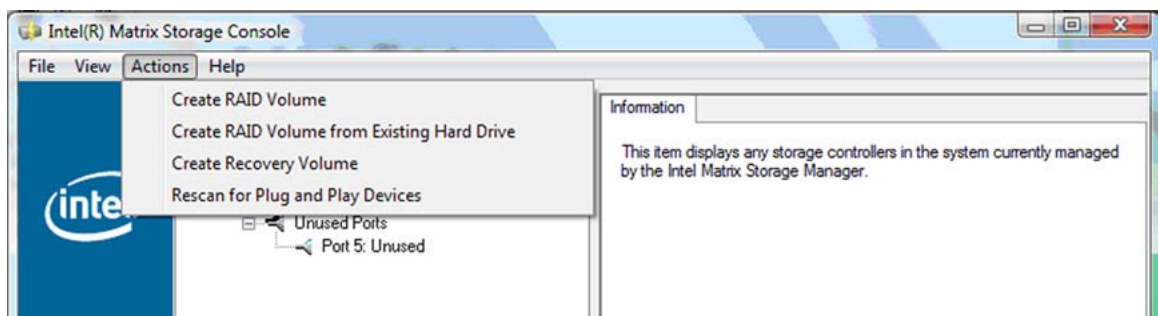 Intel(R) Matrix Storage Console
File View Actions Help
Create RAID Volume
Create RAID Volume from Existing Hard Drive
Create Recovery Volume
Rescan for Plug and Play Devices
Unused Ports
Port 5: Unused
Information
This item displays any storage controllers in the system currently managed
by the Intel Matrix Storage Manager.
inte